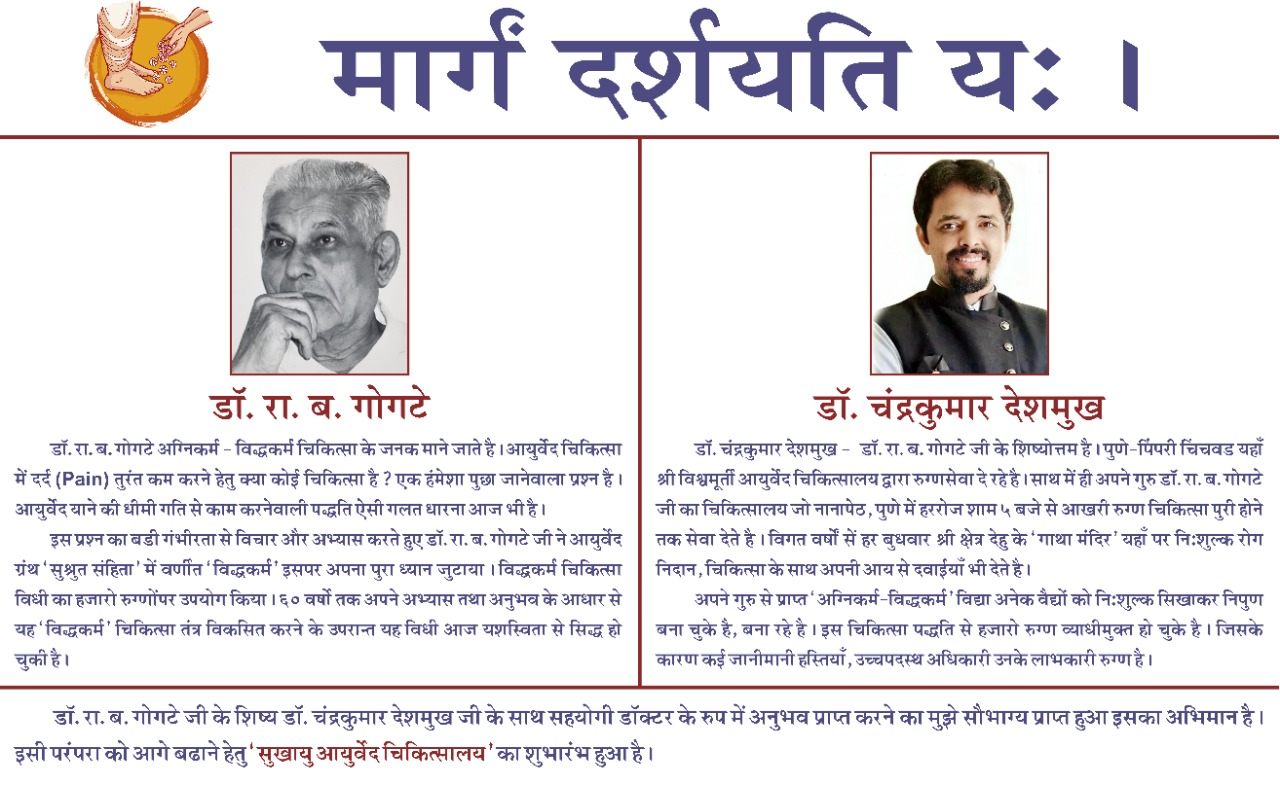 मार्गं दर्शयति यः ।
डॉ. रा. ब. गोगटे
डॉ. रा. ब. गोगटे अग्निकर्म - विद्धकर्म चिकित्सा के जनक माने जाते है। आयुर्वेद चिकित्सा
में दर्द (Pain) तुरंत कम करने हेतु क्या कोई चिकित्सा है ? एक हंमेशा पुछा जानेवाला प्रश्न है।
आयुर्वेद याने की धीमी गति से काम करनेवाली पद्धति ऐसी गलत धारना आज भी है।
इस प्रश्न का बडी गंभीरता से विचार और अभ्यास करते हुए डॉ. रा. ब. गोगटे जी ने आयुर्वेद
ग्रंथ 'सुश्रुत संहिता' में वर्णीत 'विद्धकर्म' इसपर अपना पुरा ध्यान जुटाया । विद्धकर्म चिकित्सा
विधी का हजारो रुग्णोंपर उपयोग किया। ६० वर्षो तक अपने अभ्यास तथा अनुभव के आधार से
यह 'विद्धकर्म' चिकित्सा तंत्र विकसित करने के उपरान्त यह विधी आज यशस्विता से सिद्ध हो
चुकी है।
डॉ. चंद्रकुमार देशमुख
डॉ. चंद्रकुमार देशमुख - डॉ. रा. ब. गोगटे जी के शिष्योत्तम है। पुणे-पिंपरी चिंचवड यहाँ
श्री विश्वमूर्ती आयुर्वेद चिकित्सालय द्वारा रुग्णसेवा दे रहे है। साथ में ही अपने गुरु डॉ. रा. ब. गोगटे
जी का चिकित्सालय जो नानापेठ, पुणे में हररोज शाम ५ बजे से आखरी रुग्ण चिकित्सा पुरी होने
तक सेवा देते है । विगत वर्षों सें हर बुधवार श्री क्षेत्र देहु के 'गाथा मंदिर' यहाँ पर नि:शुल्क रोग
निदान, चिकित्सा के साथ अपनी आय से दवाईयाँ भी देते है।
अपने गुरु से प्राप्त 'अग्निकर्म-विद्धकर्म' विद्या अनेक वैद्यों को नि:शुल्क सिखाकर निपुण
बना चुके है, बना रहे है। इस चिकित्सा पद्धति से हजारो रुग्ण व्याधीमुक्त हो चुके है। जिसके
कारण कई जानीमानी हस्तियाँ, उच्चपदस्थ अधिकारी उनके लाभकारी रुग्ण है।
डॉ. रा. ब. गोगटे जी के शिष्य डॉ. चंद्रकुमार देशमुख जी के साथ सहयोगी डॉक्टर के रुप में अनुभव प्राप्त करने का मुझे सौभाग्य प्राप्त हुआ इसका अभिमान है।
इसी परंपरा को आगे बढाने हेतु 'सुखायु आयुर्वेद चिकित्सालय' का शुभारंभ हुआ है।